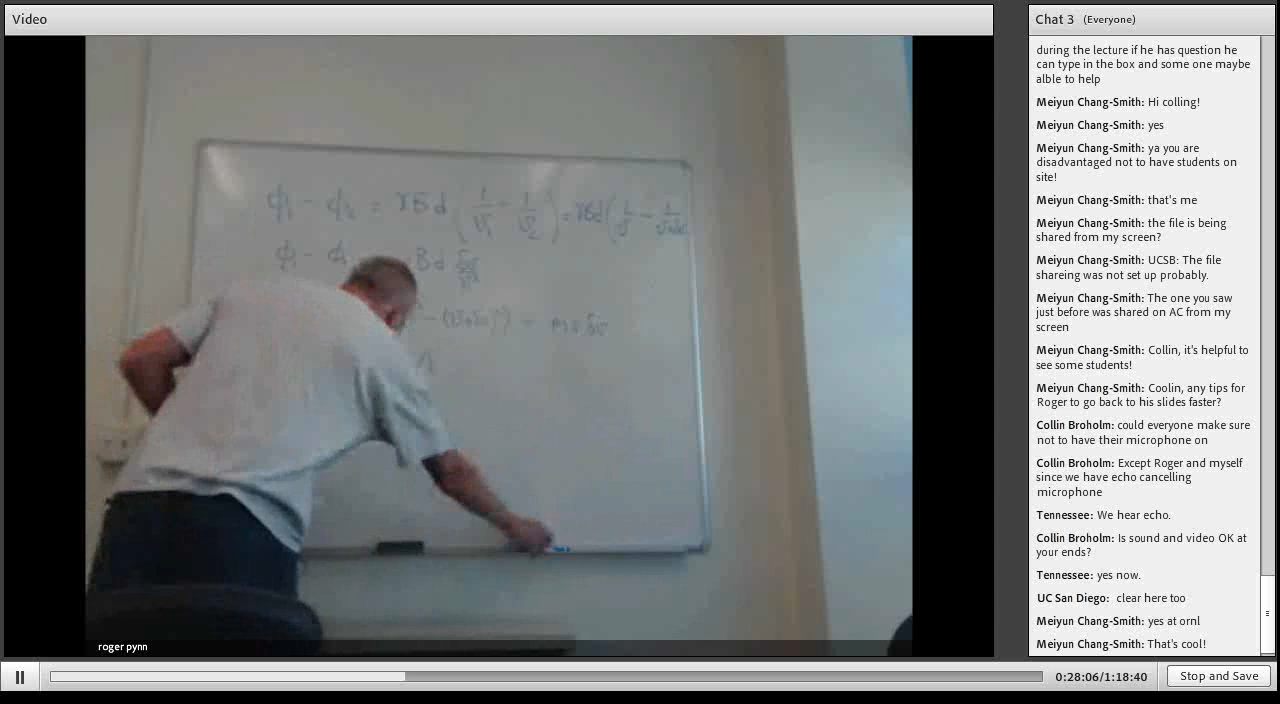 Video
Chat 3 (Everyone)
during the lecture if he has question he
can type in the box and some one maybe
alble to help
Meiyun Chang-Smith: Hi colling!
Meiyun Chang-Smith: yes
Meiyun Chang-Smith: ya you are
disadvantaged not to have students on
site!
Meiyun Chang-Smith: that's me
Meiyun Chang-Smith: the file is being
shared from my screen?
Meiyun Chang-Smith: UCSB: The file
shareing was not set up probably.
Meiyun Chang-Smith: The one you saw
just before was shared on AC from my
screen
Meiyun Chang-Smith: Collin, it's helpful to
see some students!
Meiyun Chang-Smith: Coolin, any tips for
Roger to go back to his slides faster?
Collin Broholm: could everyone make sure
not to have their microphone on
Collin Broholm: Except Roger and myself
since we have echo cancelling
microphone
Tennessee: We hear echo.
Collin Broholm: Is sound and video OK at
your ends?
Tennessee: yes now.
UC San Diego: clear here too
Meiyun Chang-Smith: yes at ornl
Meiyun Chang-Smith: That's cool!
roger pynn
0:28:06/1:18:40
Stop and Save